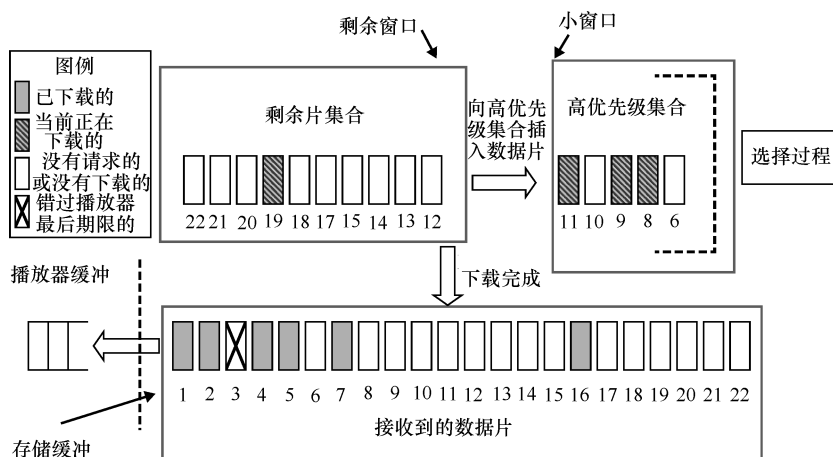 剩余窗口
小窗口
图例
已下载的
当前正在
下载的
没有请求的
或没有下载的
错过播放器
最后期限的
剩余片集合
22 21 20 19 18 17 15 14 13 12
向高优先
级集合插
入数据片
高优先级集合
11 10 9 8 6
选择过程
下载完成
播放器缓冲
1 2 3 4 5 6 7 8 9 10 11 12 13 14 15 16 17 18 19 20 21 22
接收到的数据片
存储缓冲